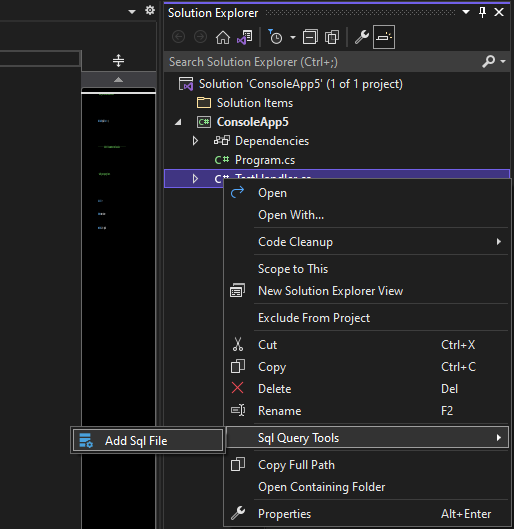 Solution Explorer
Search Solution Explorer (Ctrl+;)
Solution 'ConsoleApp5' (1 of 1 project)
Solution Items
C# ConsoleApp5
Dependencies
C# Program.cs
C# TestHandler.cs
Open
Open With...
Code Cleanup
Scope to This
New Solution Explorer View
Exclude From Project
Cut Ctrl+X
Copy Ctrl+C
Delete Del
Rename F2
Add Sql File
Sql Query Tools
Copy Full Path
Open Containing Folder
Properties Alt+Enter